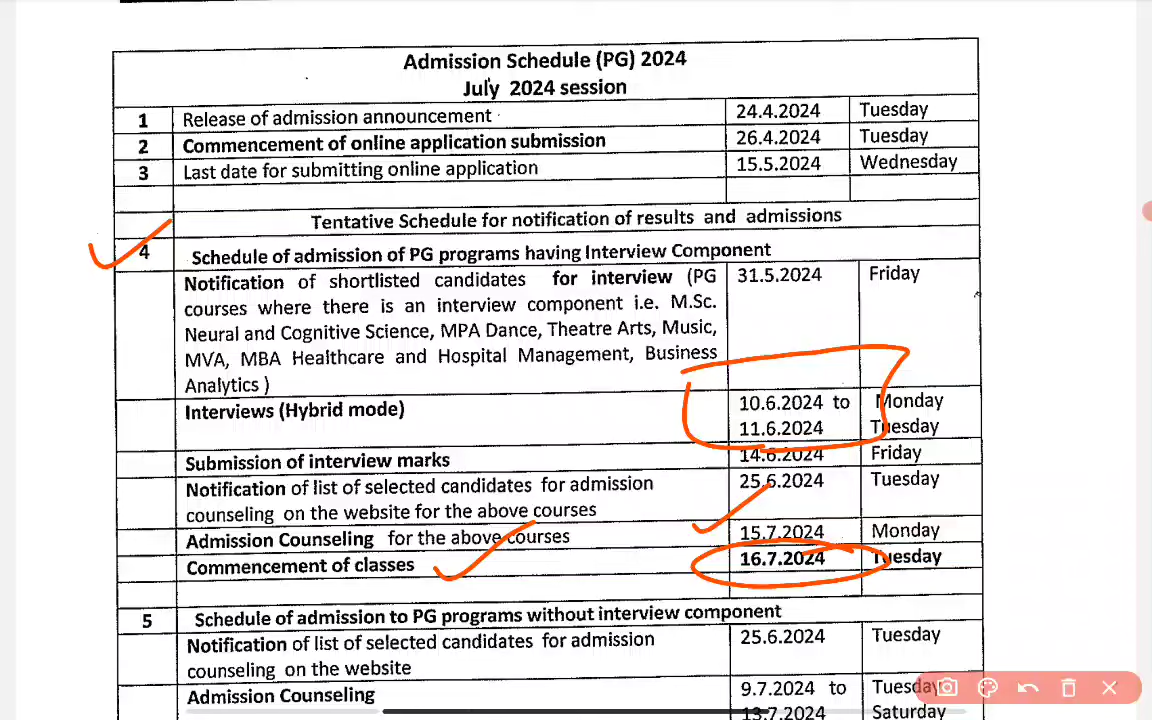 Admission Schedule (PG) 2024
July 2024 session
1 Release of admission announcement 24.4.2024 Tuesday
2 Commencement of online application submission 26.4.2024 Tuesday
3 Last date for submitting online application 15.5.2024 Wednesday
Tentative Schedule for notification of results and admissions
4 Schedule of admission of PG programs having Interview Component
Notification of shortlisted candidates for interview (PG 31.5.2024 Friday
courses where there is an interview component i.e. M.Sc.
Neural and Cognitive Science, MPA Dance, Theatre Arts, Music,
MVA, MBA Healthcare and Hospital Management, Business
Analytics )
Interviews (Hybrid mode) 10.6.2024 to Monday
11.6.2024 Tuesday
Submission of interview marks 14.6.2024 Friday
Notification of list of selected candidates for admission 25.6.2024 Tuesday
counseling on the website for the above courses
Admission Counseling for the above courses 15.7.2024 Monday
Commencement of classes 16.7.2024 Tuesday
5 Schedule of admission to PG programs without interview component
Notification of list of selected candidates for admission 25.6.2024 Tuesday
counseling on the website
Admission Counseling 9.7.2024 to Tuesday
13.7.2024 Saturday